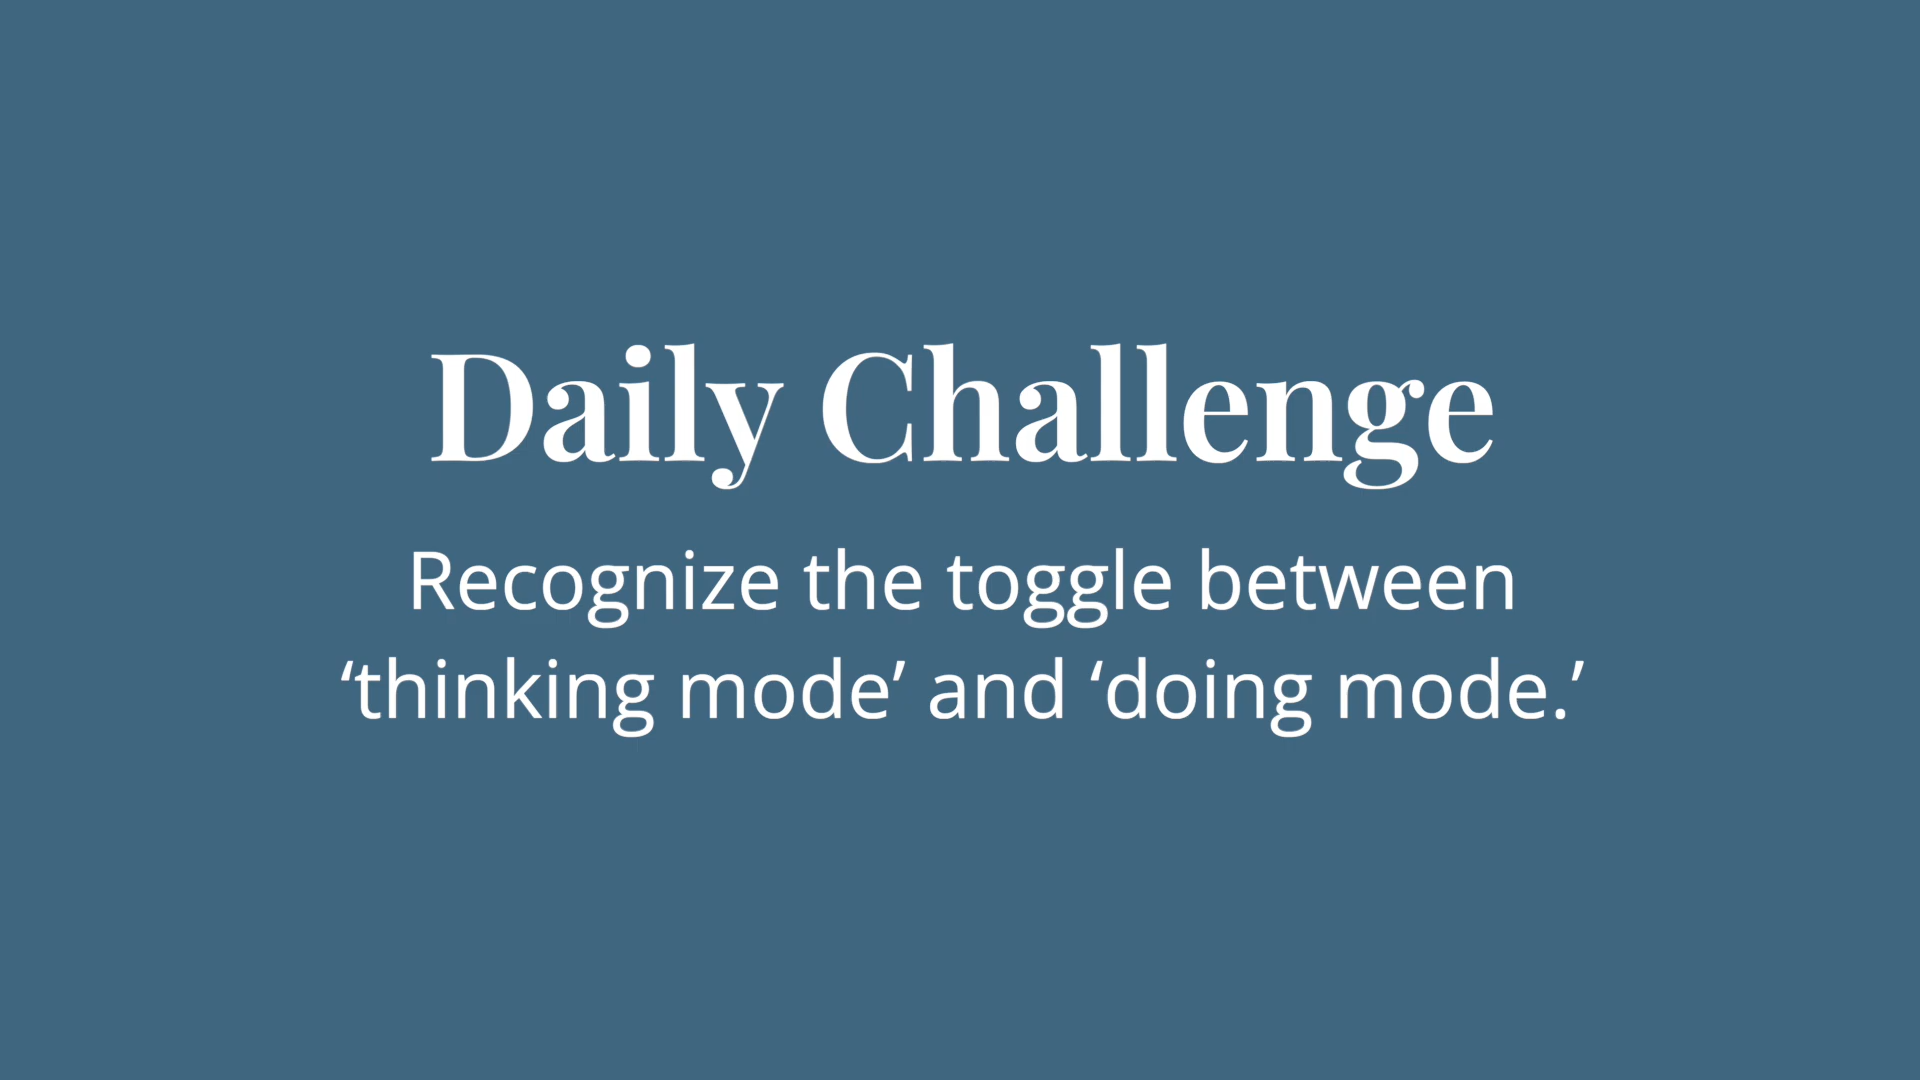 Daily Challenge
Recognize the toggle between
‘thinking mode’ and ‘doing mode.’